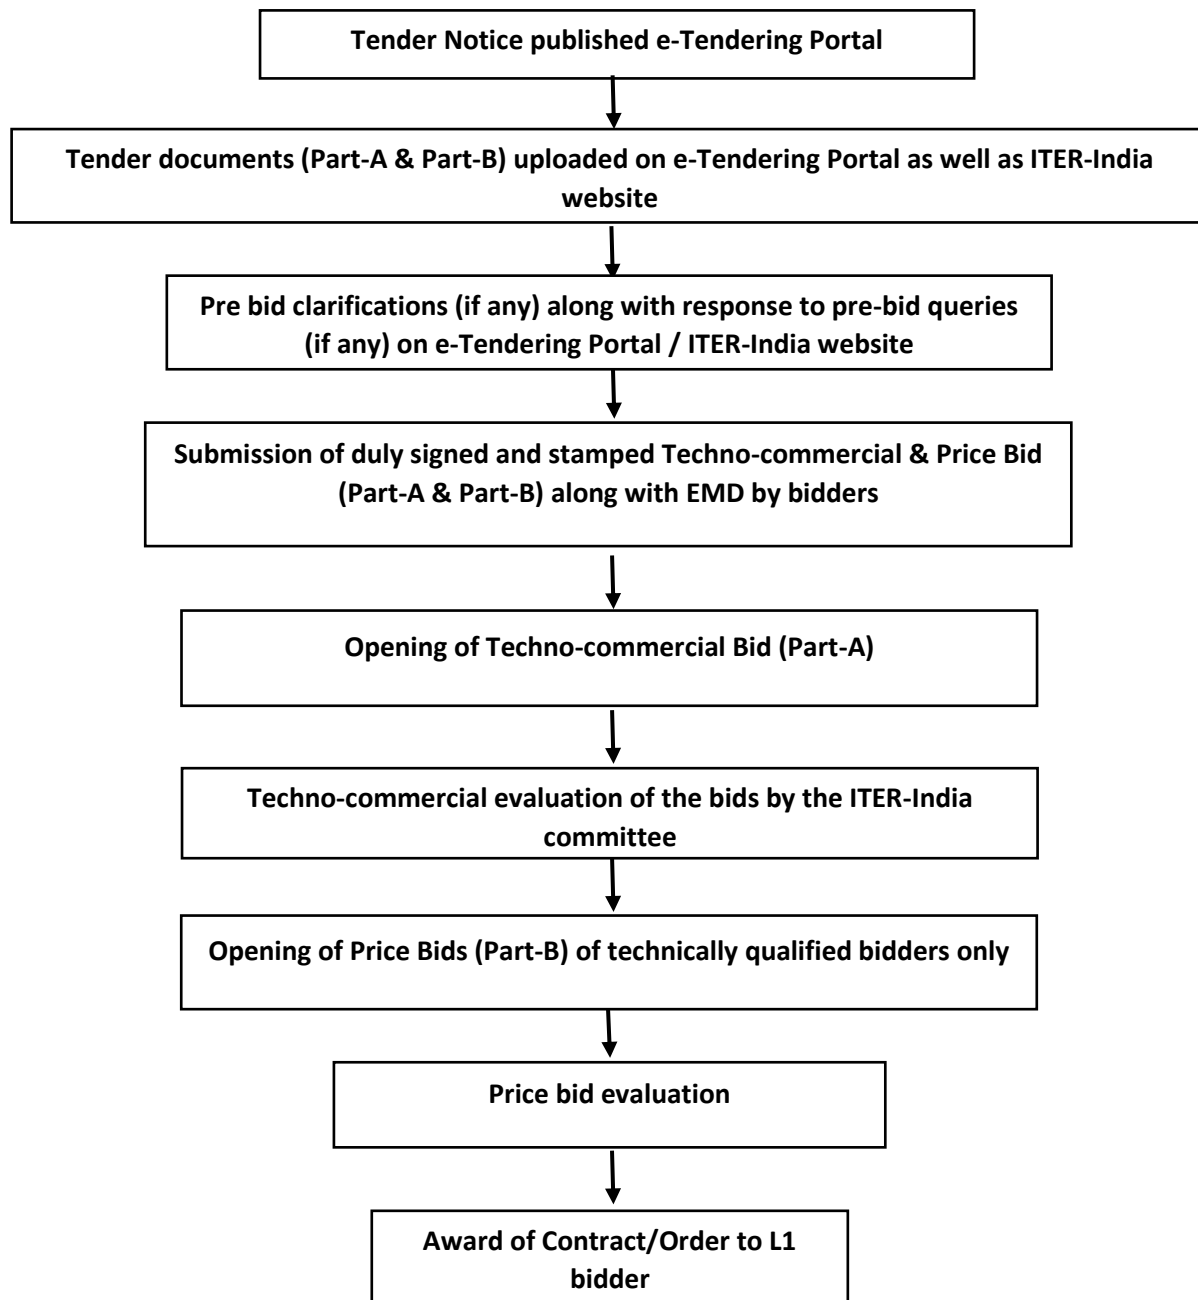 Tender Notice published e-Tendering Portal
Tender documents (Part-A & Part-B) uploaded on e-Tendering Portal as well as ITER-India
website
Pre bid clarifications (if any) along with response to pre-bid queries
(if any) on e-Tendering Portal / ITER-India website
Submission of duly signed and stamped Techno-commercial & Price Bid
(Part-A & Part-B) along with EMD by bidders
Opening of Techno-commercial Bid (Part-A)
Techno-commercial evaluation of the bids by the ITER-India
committee
Opening of Price Bids (Part-B) of technically qualified bidders only
Price bid evaluation
Award of Contract/Order to L1
bidder